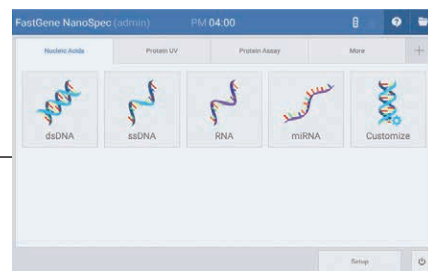 FastGene NanoSpec (admin) PM 04:00
Nucleic Acids Protein UV Protein Assay More
dsDNA ssDNA RNA miRNA Customize
Setup